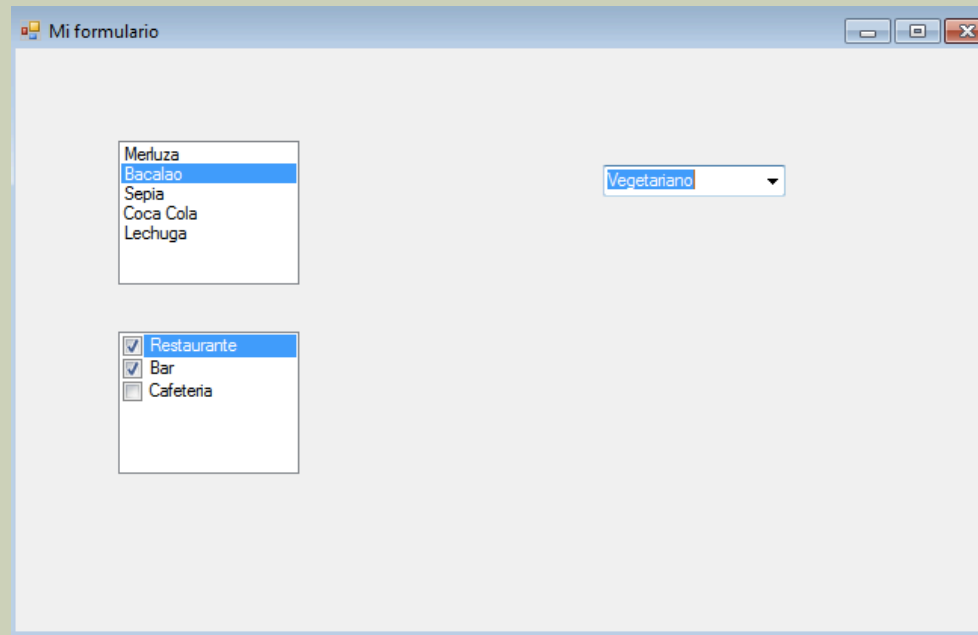 Mi formulario
Merluza
Bacalao
Sepia
Coca Cola
Lechuga
Vegetariano
Restaurante
Bar
Cafeteria